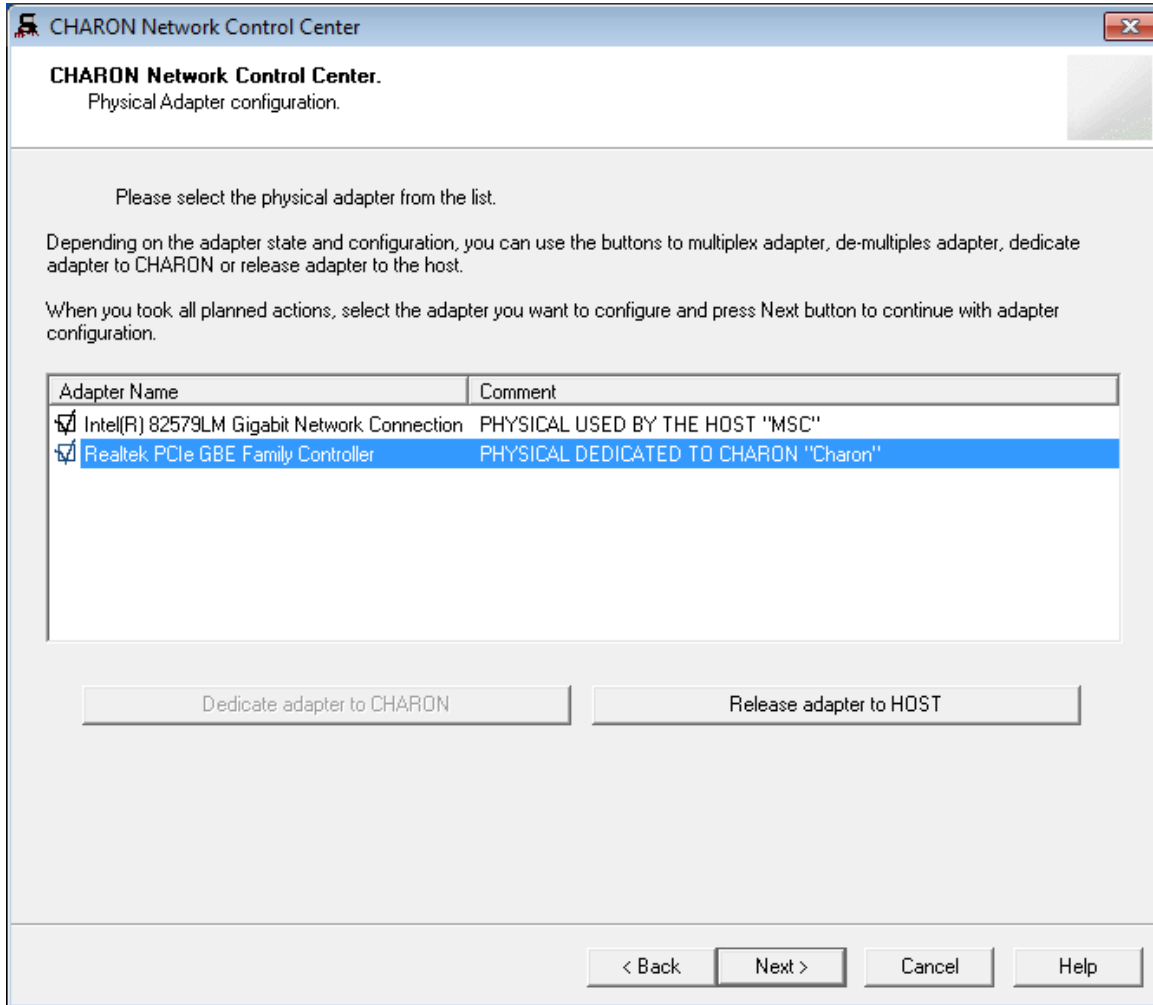 CHARON Network Control Center
CHARON Network Control Center.
Physical Adapter configuration.
Please select the physical adapter from the list.
Depending on the adapter state and configuration, you can use the buttons to multiplex adapter, de-multiples adapter, dedicate
adapter to CHARON or release adapter to the host.
When you took all planned actions, select the adapter you want to configure and press Next button to continue with adapter
configuration.
Adapter Name Comment
Intel(R) 82579LM Gigabit Network Connection PHYSICAL USED BY THE HOST "MSC"
Realtek PCIe GBE Family Controller PHYSICAL DEDICATED TO CHARON "Charon"
Dedicate adapter to CHARON Release adapter to HOST
< Back Next > Cancel Help